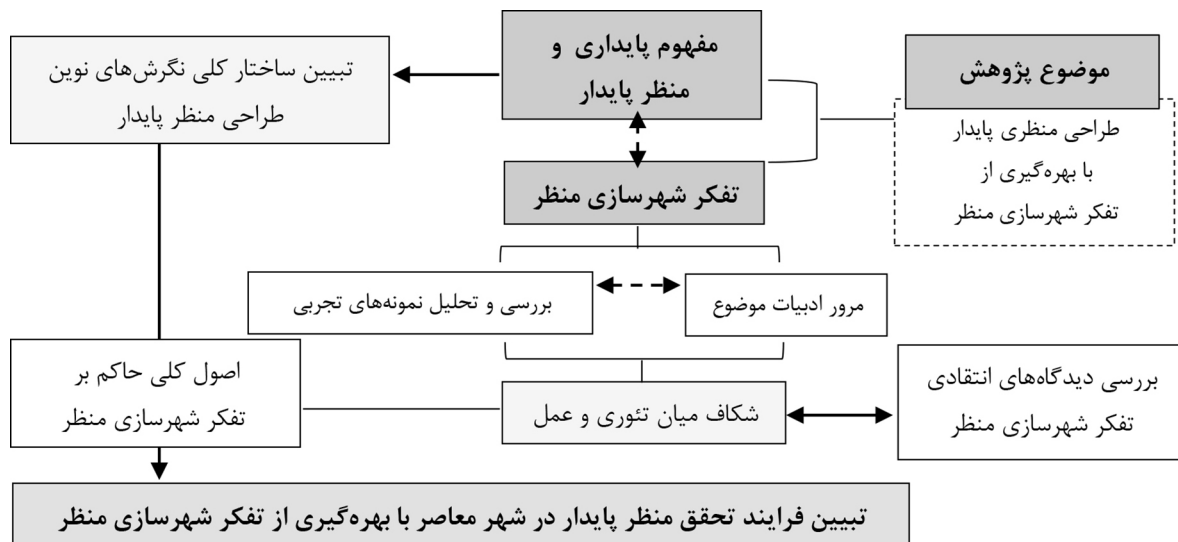 موضوع پژوهش
طراحی منظری پایدار
با بهره‌گیری از
تفکر شهرسازی منظر
مفهوم پایداری و
منظر پایدار
تبیین ساختار کلی نگرش‌های نوین
طراحی منظر پایدار
تفکر شهرسازی منظر
مرور ادبیات موضوع
بررسی و تحلیل نمونه‌های تجربی
بررسی دیدگاه‌های انتقادی
تفکر شهرسازی منظر
شکاف میان تئوری و عمل
اصول کلی حاکم بر
تفکر شهرسازی منظر
تبیین فرایند تحقق منظر پایدار در شهر معاصر با بهره‌گیری از تفکر شهرسازی منظر